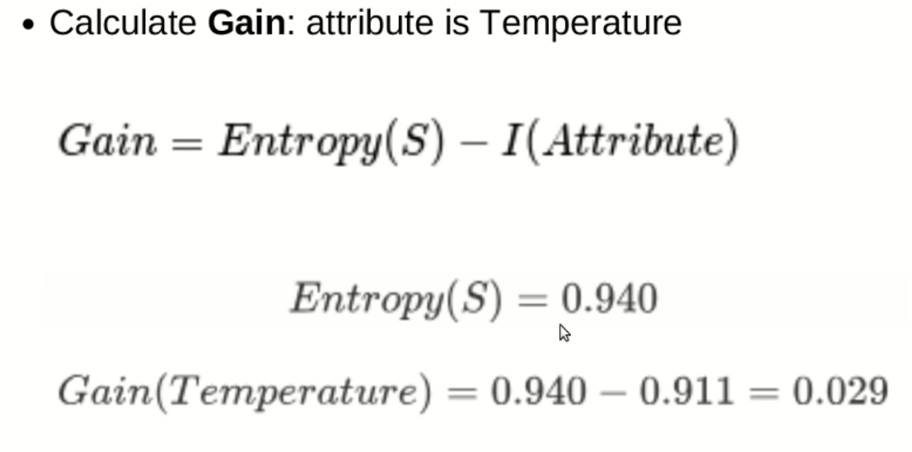 • Calculate Gain: attribute is Temperature
Gain = Entropy(S) − I(Attribute)
Entropy(S) = 0.940
Gain(Temperature) = 0.940 − 0.911 = 0.029